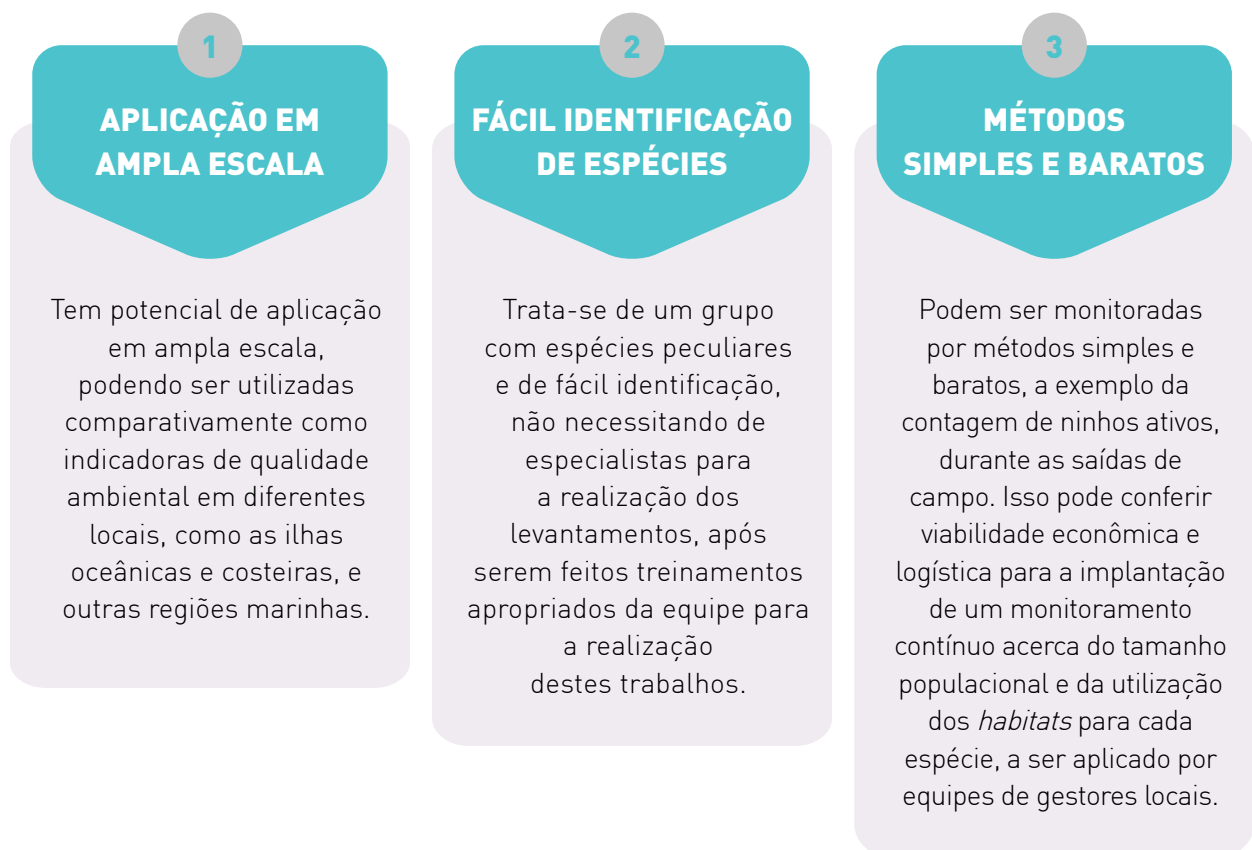 1
APLICAÇÃO EM
AMPLA ESCALA
Tem potencial de aplicação
em ampla escala,
podendo ser utilizadas
comparativamente como
indicadoras de qualidade
ambiental em diferentes
locais, como as ilhas
oceânicas e costeiras, e
outras regiões marinhas.
2
FÁCIL IDENTIFICAÇÃO
DE ESPÉCIES
Trata-se de um grupo
com espécies peculiares
e de fácil identificação,
não necessitando de
especialistas para
a realização dos
levantamentos, após
serem feitos treinamentos
apropriados da equipe para
a realização
destes trabalhos.
3
MÉTODOS
SIMPLES E BARATOS
Podem ser monitoradas
por métodos simples e
baratos, a exemplo da
contagem de ninhos ativos,
durante as saídas de
campo. Isso pode conferir
viabilidade econômica e
logística para a implantação
de um monitoramento
contínuo acerca do tamanho
populacional e da utilização
dos habitats para cada
espécie, a ser aplicado por
equipes de gestores locais.